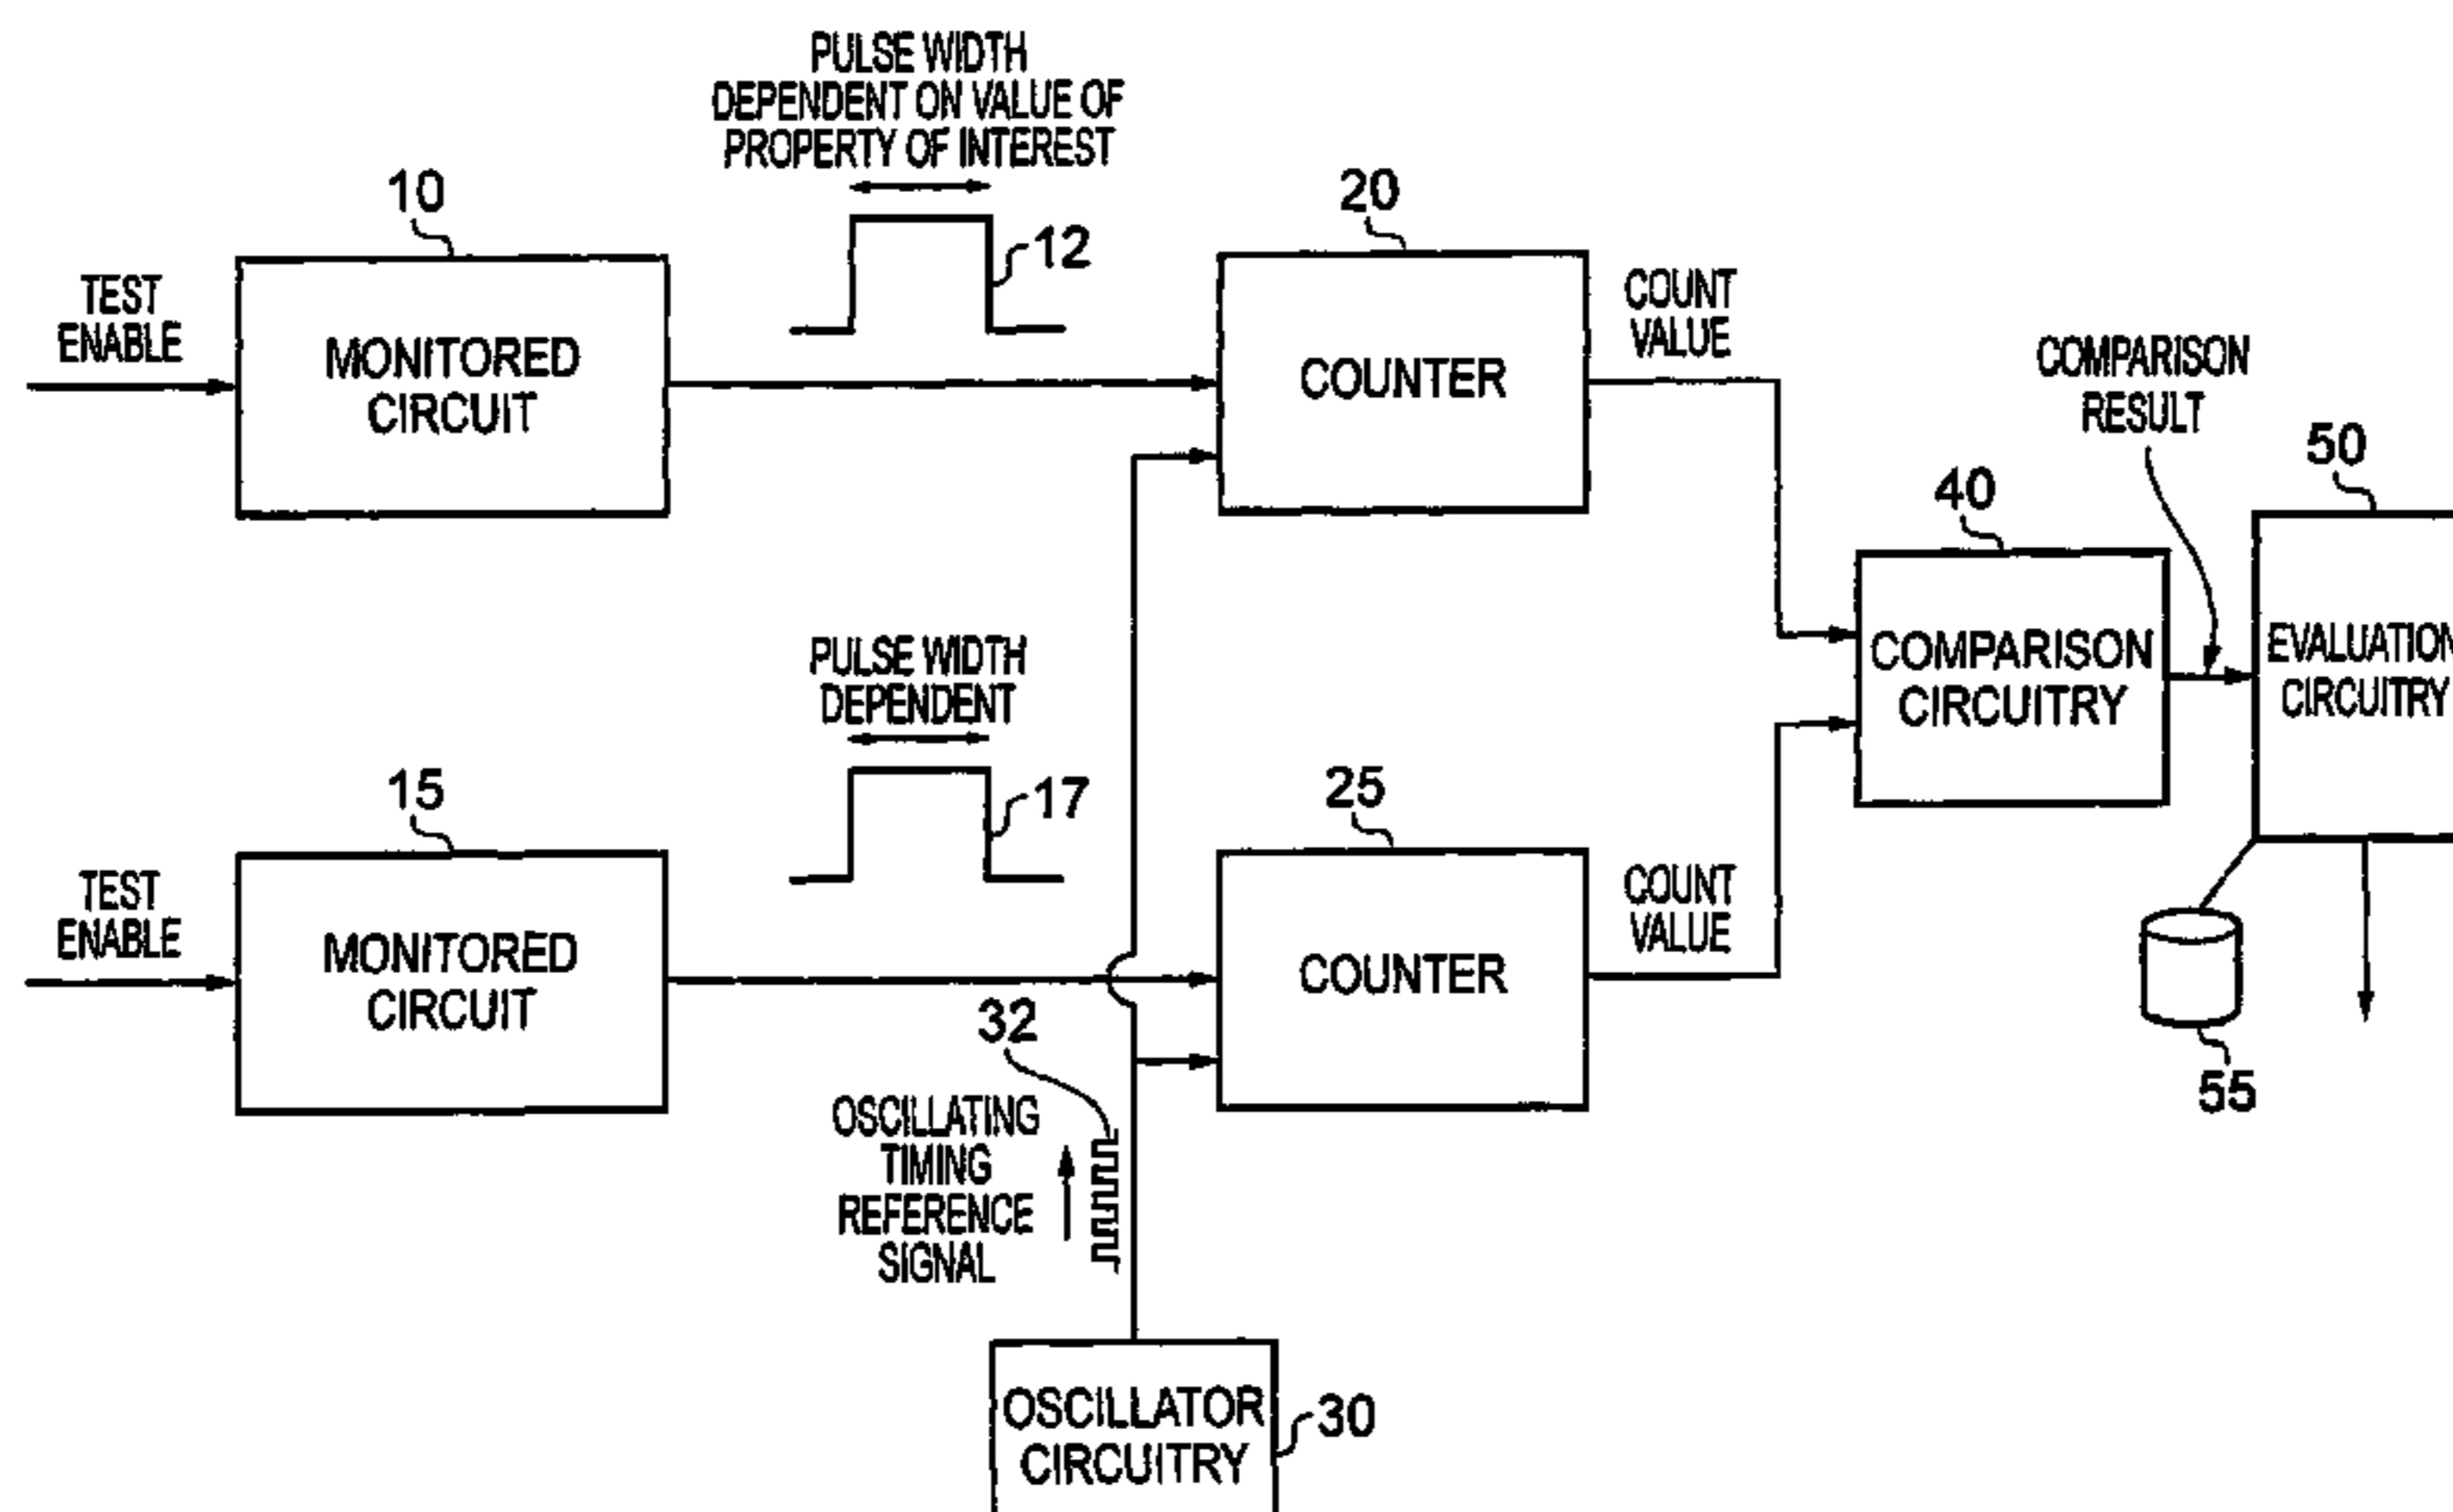 PULSE WIDTH
DEPENDENT ON VALUE OF
PROPERTY OF INTEREST
10
12
20
TEST
ENABLE
MONITORED
CIRCUIT
COUNTER
COUNT
VALUE
COMPARISON
RESULT
40
50
COMPARISON
CIRCUITRY
EVALUATION
CIRCUITRY
PULSE WIDTH
DEPENDENT
15
17
25
TEST
ENABLE
MONITORED
CIRCUIT
COUNTER
COUNT
VALUE
32
55
OSCILLATING
TIMING
REFERENCE
SIGNAL
OSCILLATOR
CIRCUITRY
30